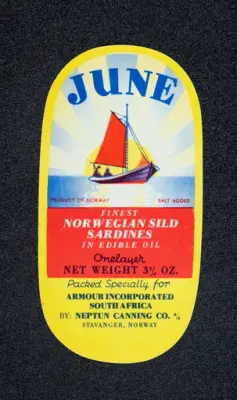 JUNE
PRODUCT OF NORWAY SALT ADDED
FINEST
NORWEGIAN SILD
SARDINES
IN EDIBLE OIL
Onelayer
NET WEIGHT 3¾ OZ.
Packed Specially for
ARMOUR INCORPORATED
SOUTH AFRICA
BY: NEPTUN CANNING CO. A/S
STAVANGER, NORWAY